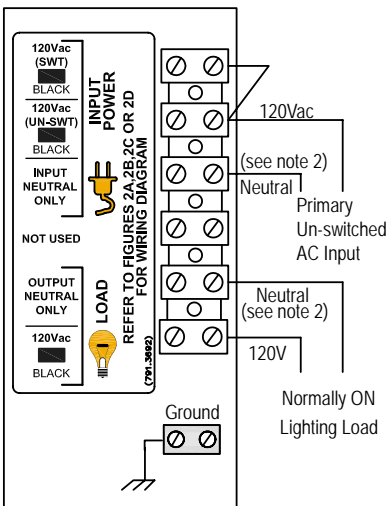 120Vac
(SWT)
BLACK
120Vac
(UN-SWT)
BLACK
INPUT
NEUTRAL
ONLY
INPUT
POWER
NOT USED
OUTPUT
NEUTRAL
ONLY
120Vac
BLACK
LOAD
REFER TO FIGURES 2A,2B,2C OR 2D
FOR WIRING DIAGRAM
(791.3692)
120Vac
(see note 2)
Neutral
Primary
Un-switched
AC Input
Neutral
(see note 2)
120V
Normally ON
Lighting Load
Ground